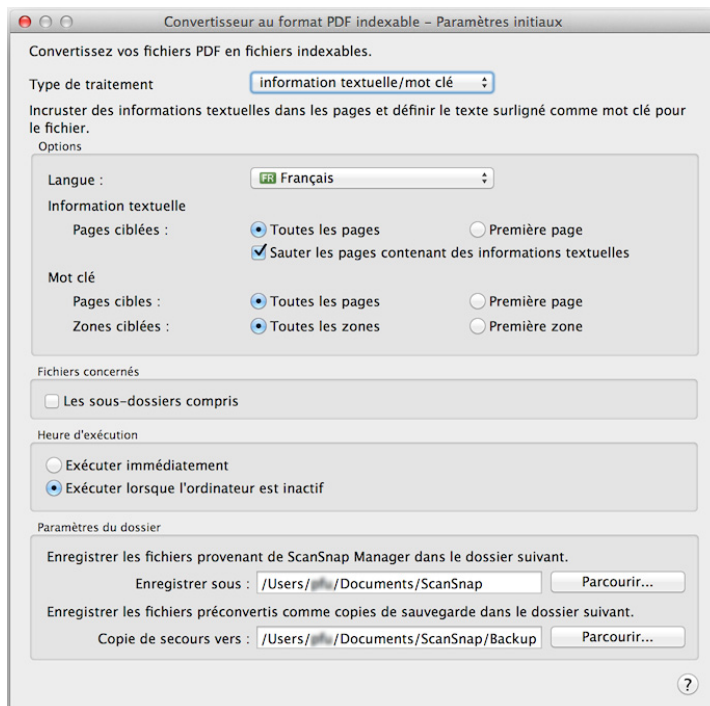 Convertisseur au format PDF indexable – Paramètres initiaux
Convertissez vos fichiers PDF en fichiers indexables.
Type de traitement information textuelle/mot clé
Incruster des informations textuelles dans les pages et définir le texte surligné comme mot clé pour
le fichier.
Options
Langue : FR Français
Information textuelle
Pages ciblées : Toutes les pages Première page
Sauter les pages contenant des informations textuelles
Mot clé
Pages cibles : Toutes les pages Première page
Zones ciblées : Toutes les zones Première zone
Fichiers concernés
Les sous-dossiers compris
Heure d'exécution
Exécuter immédiatement
Exécuter lorsque l'ordinateur est inactif
Paramètres du dossier
Enregistrer les fichiers provenant de ScanSnap Manager dans le dossier suivant.
Enregistrer sous : /Users/ /Documents/ScanSnap Parcourir...
Enregistrer les fichiers préconvertis comme copies de sauvegarde dans le dossier suivant.
Copie de secours vers : /Users/ /Documents/ScanSnap/Backup Parcourir...
?